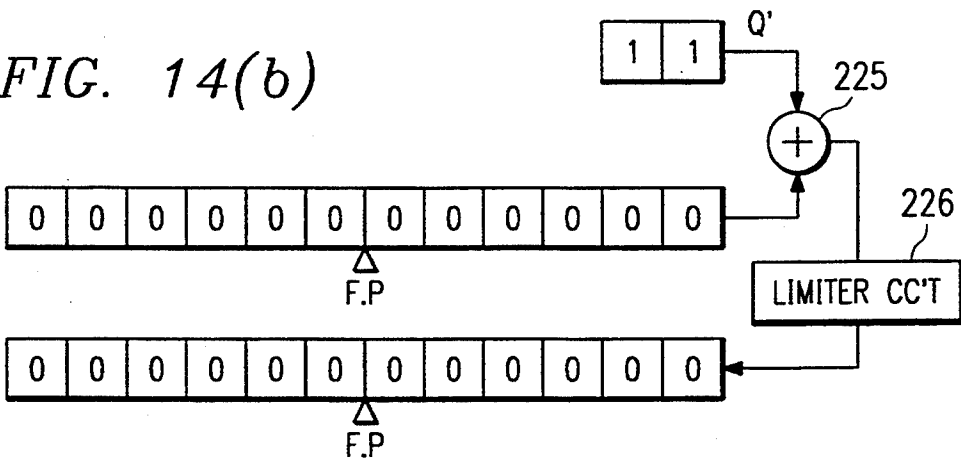 FIG. 14(b)
1 1 Q'
225
+
0 0 0 0 0 0 0 0 0 0 0 0
F.P
226
LIMITER CC'T
0 0 0 0 0 0 0 0 0 0 0 0
F.P